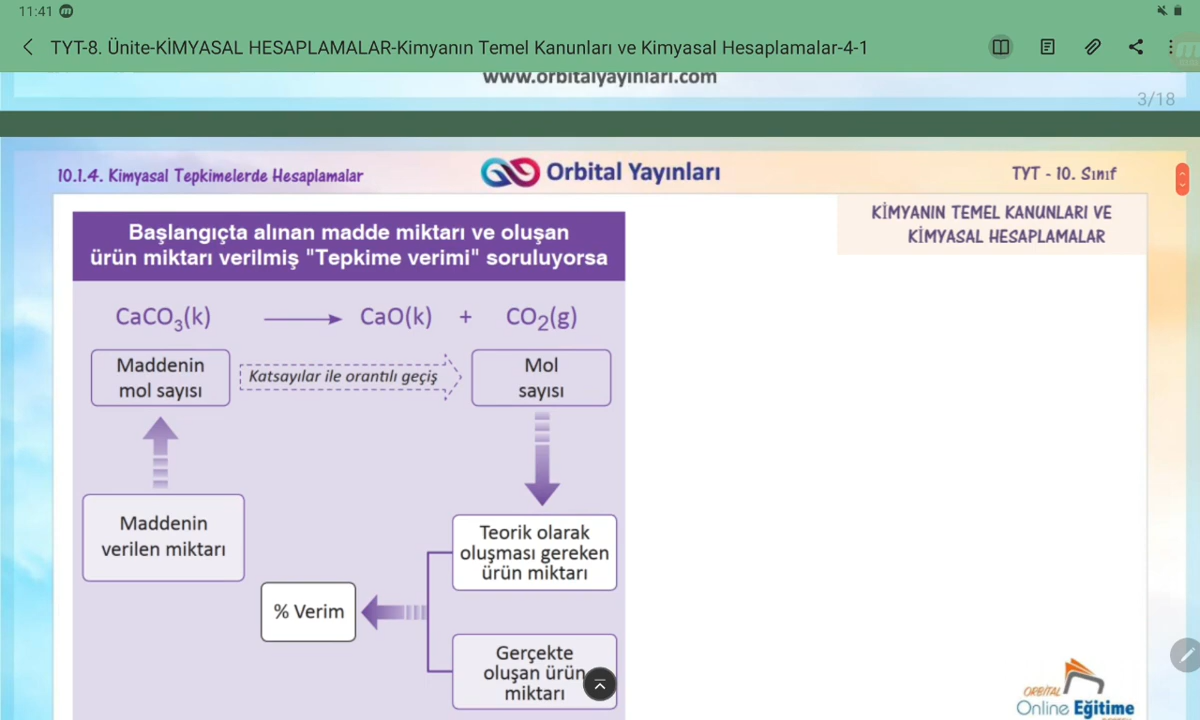 11:41
TYT-8. Ünite-KİMYASAL HESAPLAMALAR-Kimyanın Temel Kanunları ve Kimyasal Hesaplamalar-4-1
www.orbitalyayinlari.com
3/18
10.1.4. Kimyasal Tepkimelerde Hesaplamalar
Orbital Yayınları
TYT - 10. Sınıf
KİMYANIN TEMEL KANUNLARI VE
KİMYASAL HESAPLAMALAR
Başlangıçta alınan madde miktarı ve oluşan
ürün miktarı verilmiş "Tepkime verimi" soruluyorsa
CaCO₃(k) ⟶ CaO(k) + CO₂(g)
Maddenin
mol sayısı
Katsayılar ile orantılı geçiş
Mol
sayısı
Maddenin
verilen miktarı
Teorik olarak
oluşması gereken
ürün miktarı
% Verim
Gerçekte
oluşan ürün
miktarı
ORBİTAL
Online Eğitime